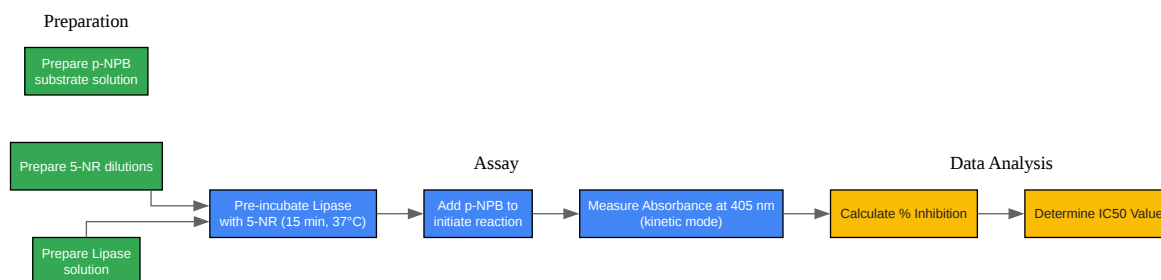 Preparation
Prepare p-NPB
substrate solution
Prepare 5-NR dilutions
Prepare Lipase
solution
Assay
Pre-incubate Lipase
with 5-NR (15 min, 37°C)
Add p-NPB to
initiate reaction
Measure Absorbance at 405 nm
(kinetic mode)
Data Analysis
Calculate % Inhibition
Determine IC50 Value